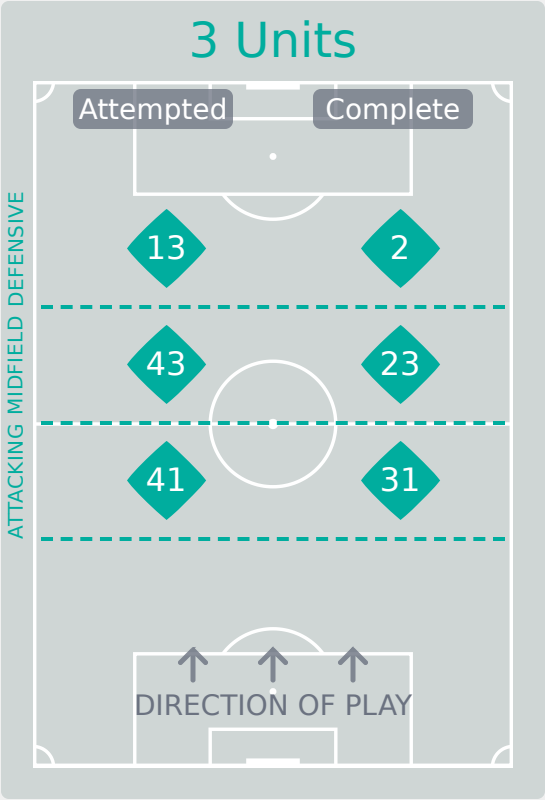 3 Units
Attempted Complete
13 2
43 23
41 31
ATTACKING MIDFIELD DEFENSIVE
DIRECTION OF PLAY